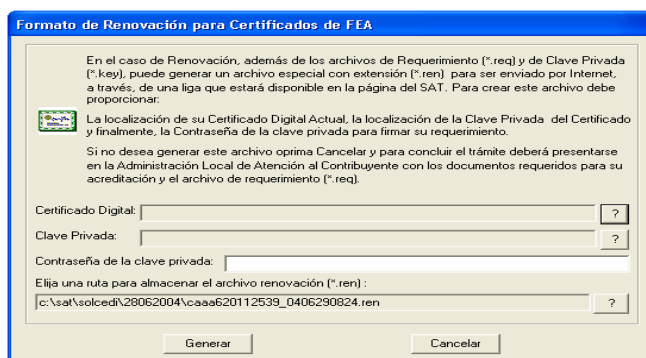 Formato de Renovación para Certificados de FEA
En el caso de Renovación, además de los archivos de Requerimiento (*.req) y de Clave Privada
(*.key), puede generar un archivo especial con extensión (*.ren) para ser enviado por Internet,
a través, de una liga que estará disponible en la página del SAT. Para crear este archivo debe
proporcionar:
La localización de su Certificado Digital Actual, la localización de la Clave Privada del Certificado
y finalmente, la Contraseña de la clave privada para firmar su requerimiento.
Si no desea generar este archivo oprima Cancelar y para concluir el trámite deberá presentarse
en la Administración Local de Atención al Contribuyente con los documentos requeridos para su
acreditación y el archivo de requerimiento (*.req).
Certificado Digital: ?
Clave Privada: ?
Contraseña de la clave privada:
Elija una ruta para almacenar el archivo renovación (*.ren) :
c:\sat\solcedi\28062004\caaa620112539_0406290824.ren ?
Generar Cancelar